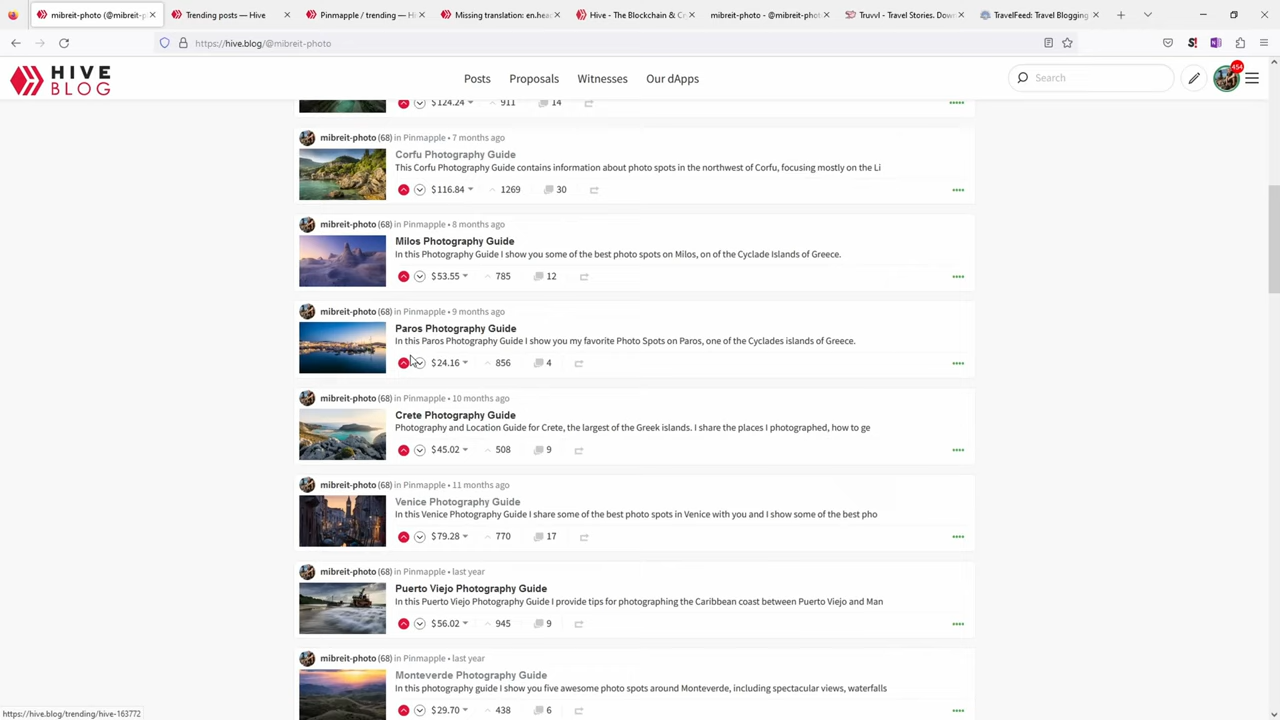 mibreit-photo (@mibreit-p
Trending posts — Hive
Pinmapple / trending — Hi
Missing translation: en.hea
Hive - The Blockchain & Cr
mibreit-photo - @mibreit-ph
Truvvl - Travel Stories. Dow
TravelFeed: Travel Blogging
https://hive.blog/@mibreit-photo
HIVE
BLOG
Posts
Proposals
Witnesses
Our dApps
Search
454
$124.24 911 14
mibreit-photo (68) in Pinmapple • 7 months ago
Corfu Photography Guide
This Corfu Photography Guide contains information about photo spots in the northwest of Corfu, focusing mostly on the Li
$116.84 1269 30
mibreit-photo (68) in Pinmapple • 8 months ago
Milos Photography Guide
In this Photography Guide I show you some of the best photo spots on Milos, on of the Cyclade Islands of Greece.
$53.55 785 12
mibreit-photo (68) in Pinmapple • 9 months ago
Paros Photography Guide
In this Paros Photography Guide I show you my favorite Photo Spots on Paros, one of the Cyclades islands of Greece.
$24.16 856 4
mibreit-photo (68) in Pinmapple • 10 months ago
Crete Photography Guide
Photography and Location Guide for Crete, the largest of the Greek islands. I share the places I photographed, how to ge
$45.02 508 9
mibreit-photo (68) in Pinmapple • 11 months ago
Venice Photography Guide
In this Venice Photography Guide I share some of the best photo spots in Venice with you and I show some of the best pho
$79.28 770 17
mibreit-photo (68) in Pinmapple • last year
Puerto Viejo Photography Guide
In this Puerto Viejo Photography Guide I provide tips for photographing the Caribbean coast between Puerto Viejo and Man
$56.02 945 9
mibreit-photo (68) in Pinmapple • last year
Monteverde Photography Guide
In this photography guide I show you five awesome photo spots around Monteverde, including spectacular views, waterfalls
$29.70 438 6
https://hive.blog/trending/hive-163772